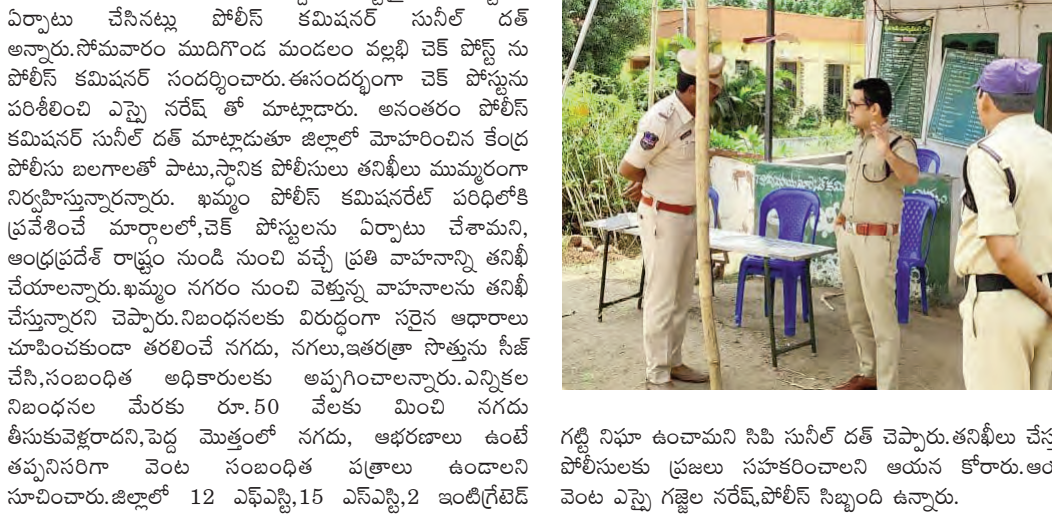 ఏర్పాటు చేసినట్లు పోలీస్ కమిషనర్ సునీల్ దత్
అన్నారు.సోమవారం ముదిగొండ మండలం వల్లభి చెక్ పోస్ట్ ను
పోలీస్ కమిషనర్ సందర్శించారు.ఈసందర్భంగా చెక్ పోస్టును
పరిశీలించి ఎస్సై నరేష్ తో మాట్లాడారు. అనంతరం పోలీస్
కమిషనర్ సునీల్ దత్ మాట్లాడుతూ జిల్లాలో మోహరించిన కేంద్ర
పోలీసు బలగాలతో పాటు,స్థానిక పోలీసులు తనిఖీలు ముమ్మరంగా
నిర్వహిస్తున్నారన్నారు. ఖమ్మం పోలీస్ కమిషనరేట్ పరిధిలోకి
ప్రవేశించే మార్గాలలో,చెక్ పోస్టులను ఏర్పాటు చేశామని,
ఆంధ్రప్రదేశ్ రాష్ట్రం నుండి నుంచి వచ్చే ప్రతి వాహనాన్ని తనిఖీ
చేయాలన్నారు.ఖమ్మం నగరం నుంచి వెళ్తున్న వాహనాలను తనిఖీ
చేస్తున్నారని చెప్పారు.నిబంధనలకు విరుద్ధంగా సరైన ఆధారాలు
చూపించకుండా తరలించే నగదు, నగలు,ఇతరత్రా సొత్తును సీజ్
చేసి,సంబంధిత అధికారులకు అప్పగించాలన్నారు.ఎన్నికల
నిబంధనల మేరకు రూ.50 వేలకు మించి నగదు
తీసుకువెళ్లరాదని,పెద్ద మొత్తంలో నగదు, ఆభరణాలు ఉంటే
తప్పనిసరిగా వెంట సంబంధిత పత్రాలు ఉండాలని
సూచించారు.జిల్లాలో 12 ఎఫ్ఎస్టి,15 ఎస్ఎస్టి,2 ఇంటిగ్రేటెడ్
గట్టి నిఘా ఉంచామని సిపి సునీల్ దత్ చెప్పారు.తనిఖీలు
పోలీసులకు ప్రజలు సహకరించాలని ఆయన కోరారు.
వెంట ఎస్సై గజ్జెల నరేష్,పోలీస్ సిబ్బంది ఉన్నారు.